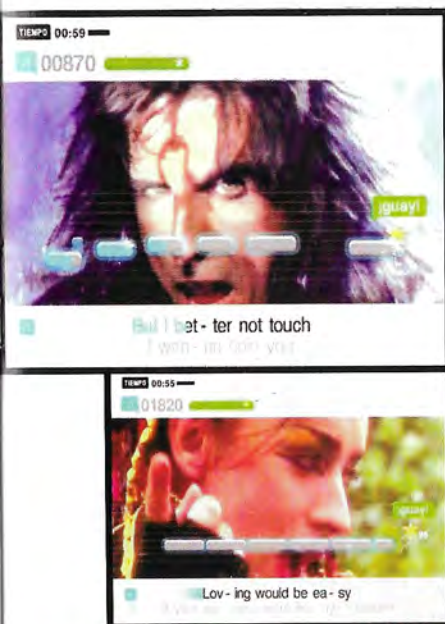 TIEMPO 00:59
00870
¡guay!
But I bet - ter not touch
TIEMPO 00:55
01820
¡guay!
Lov - ing would be ea - sy